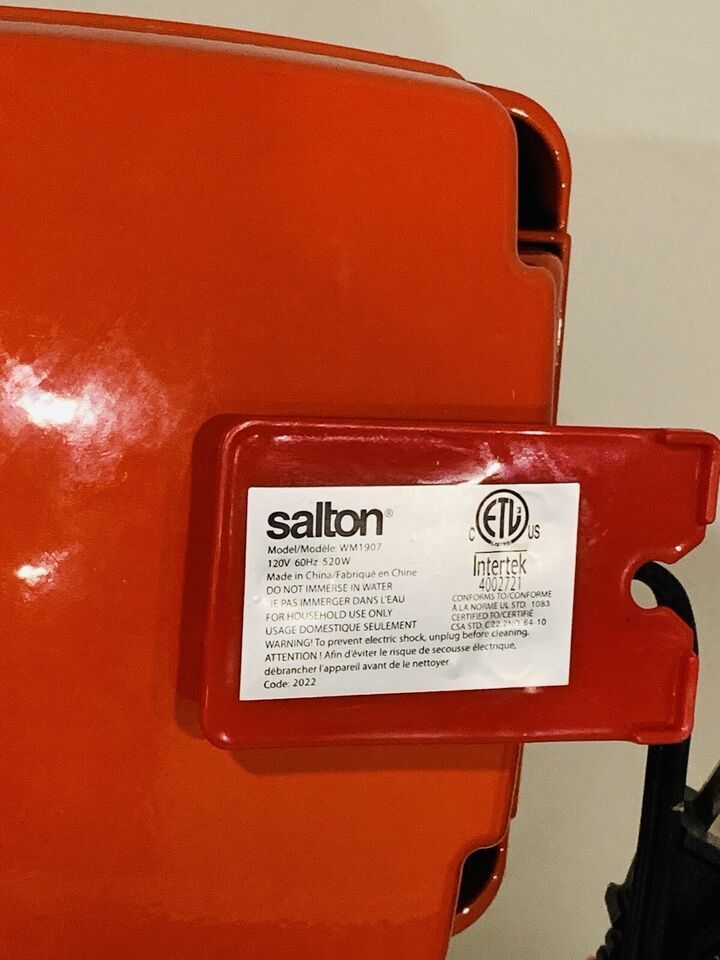 salton®
Model/Modèle: WM1907
120V 60Hz 520W
Made in China/Fabriqué en Chine
DO NOT IMMERSE IN WATER
NE PAS IMMERGER DANS L'EAU
FOR HOUSEHOLD USE ONLY
USAGE DOMESTIQUE SEULEMENT
WARNING! To prevent electric shock, unplug before cleaning.
ATTENTION ! Afin d'éviter le risque de secousse électrique,
débrancher l'appareil avant de le nettoyer.
Code: 2022
C ETL US
LISTED
Intertek
4002721
CONFORMS TO/CONFORME
À LA NORME UL STD. 1083
CERTIFIED TO/CERTIFIÉ
CSA STD. C22.2NO. 64-10